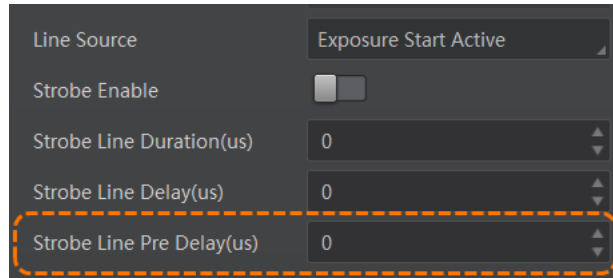 Line Source Exposure Start Active
Strobe Enable
Strobe Line Duration(us) 0
Strobe Line Delay(us) 0
Strobe Line Pre Delay(us) 0